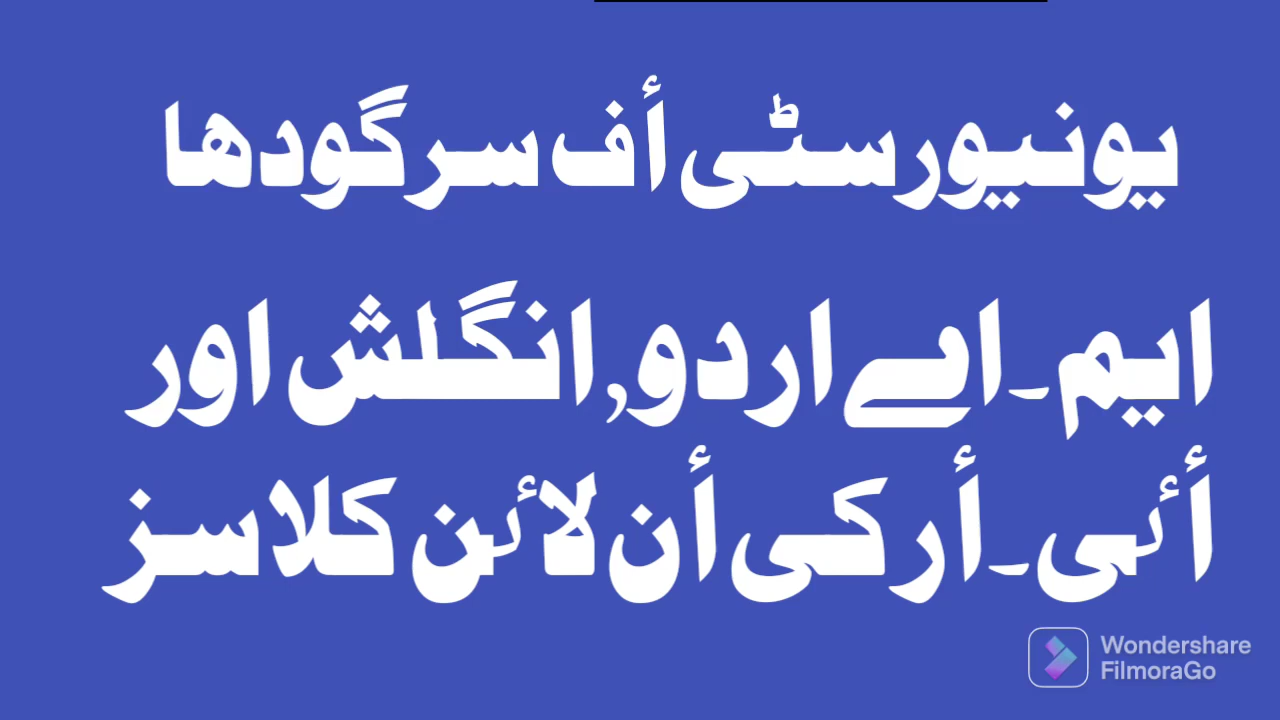 یونیورسٹی أف سرگودھا
ایم۔اے اردو,انگلش اور
أئی۔أر کی أن لائن کلاسز
Wondershare
FilmoraGo